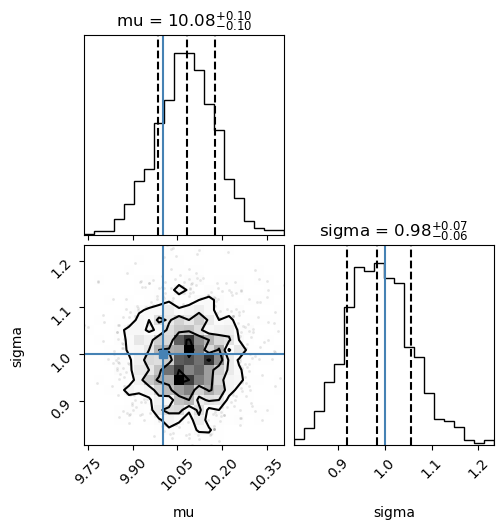 mu = 10.08+0.10−0.10
sigma = 0.98+0.07−0.06
sigma
1.2
1.1
1.0
0.9
9.75 9.90 10.05 10.20 10.35
0.9 1.0 1.1 1.2
mu
sigma